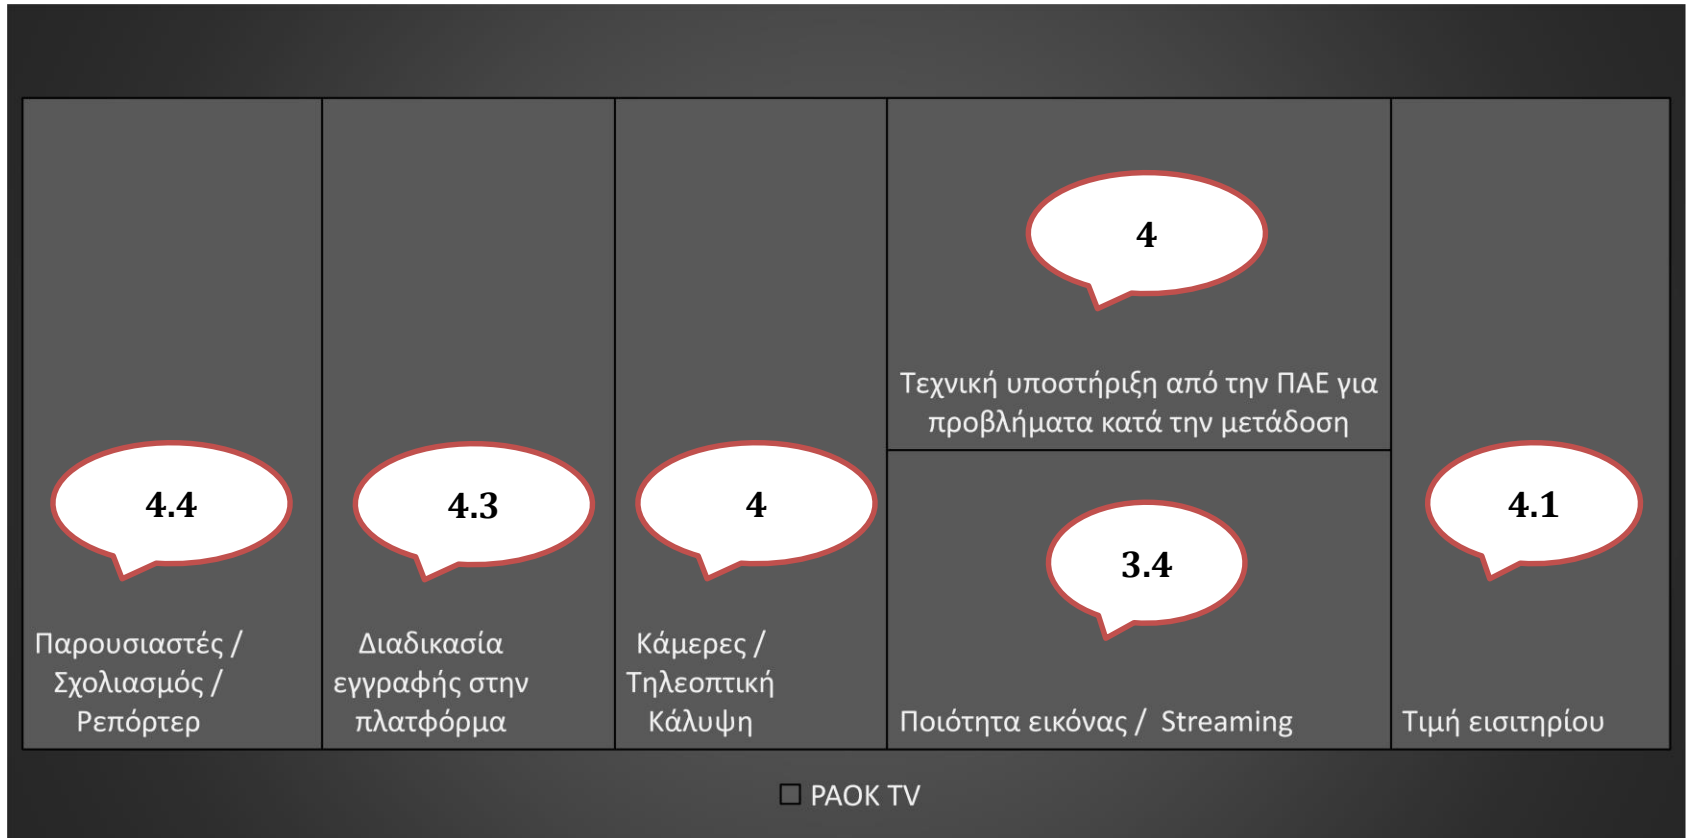 4.4
Παρουσιαστές /
Σχολιασμός /
Ρεπόρτερ
4.3
Διαδικασία
εγγραφής στην
πλατφόρμα
4
Κάμερες /
Τηλεοπτική
Κάλυψη
4
Τεχνική υποστήριξη από την ΠΑΕ για
προβλήματα κατά την μετάδοση
3.4
Ποιότητα εικόνας / Streaming
4.1
Τιμή εισιτηρίου
PAOK TV